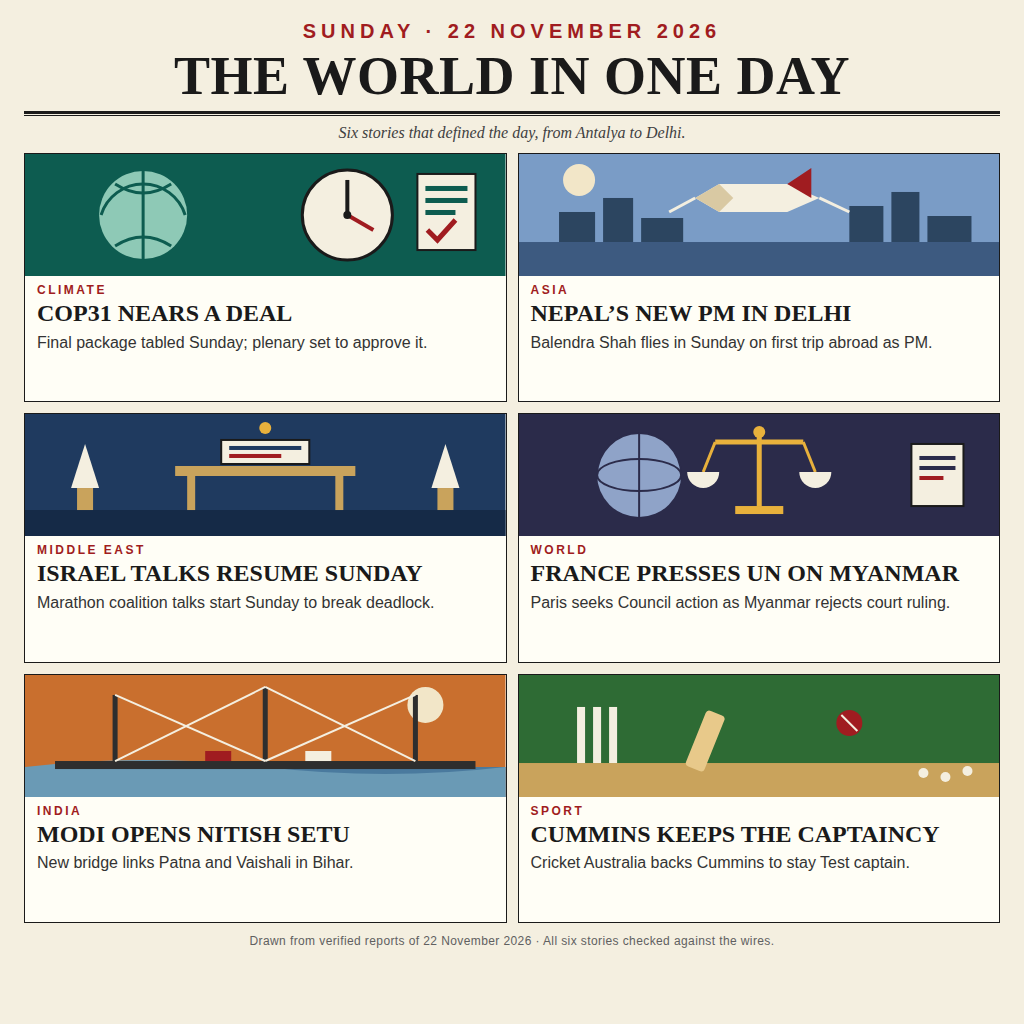 SUNDAY · 22 NOVEMBER 2026
THE WORLD IN ONE DAY
Six stories that defined the day, from Antalya to Delhi.
CLIMATE
COP31 NEARS A DEAL
Final package tabled Sunday; plenary set to approve it.
ASIA
NEPAL’S NEW PM IN DELHI
Balendra Shah flies in Sunday on first trip abroad as PM.
MIDDLE EAST
ISRAEL TALKS RESUME SUNDAY
Marathon coalition talks start Sunday to break deadlock.
WORLD
FRANCE PRESSES UN ON MYANMAR
Paris seeks Council action as Myanmar rejects court ruling.
INDIA
MODI OPENS NITISH SETU
New bridge links Patna and Vaishali in Bihar.
SPORT
CUMMINS KEEPS THE CAPTAINCY
Cricket Australia backs Cummins to stay Test captain.
Drawn from verified reports of 22 November 2026 · All six stories checked against the wires.